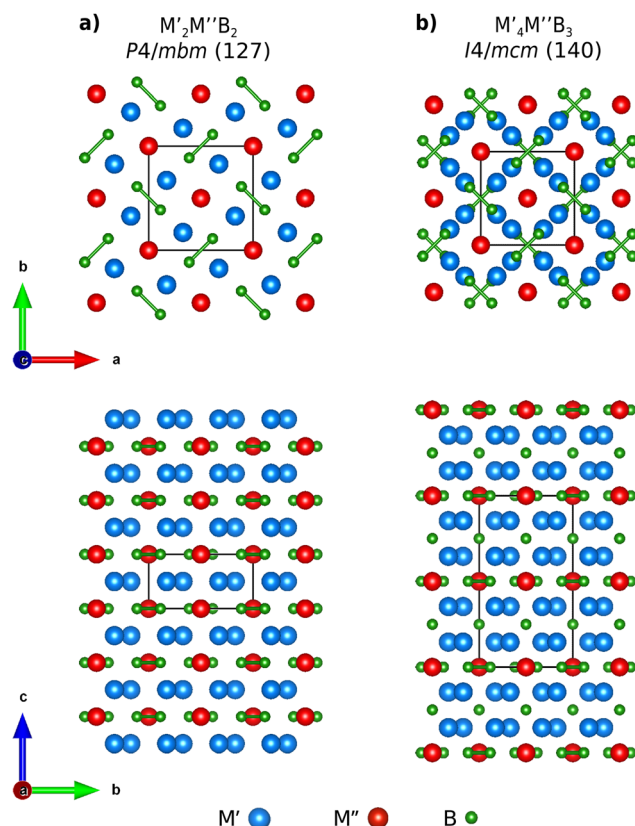 a) M′₂M′′B₂
P4/mbm (127)
b) M′₄M′′B₃
I4/mcm (140)
b
c
a
c
a
b
M′ M″ B